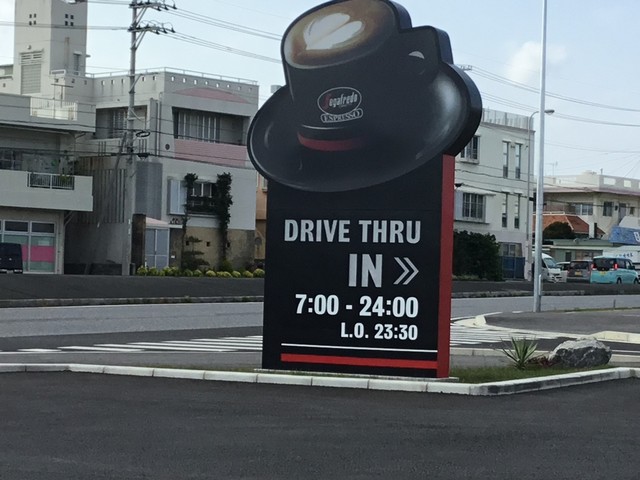 Segafredo
ESPRESSO
DRIVE THRU
IN »
7:00 - 24:00
L.O. 23:30